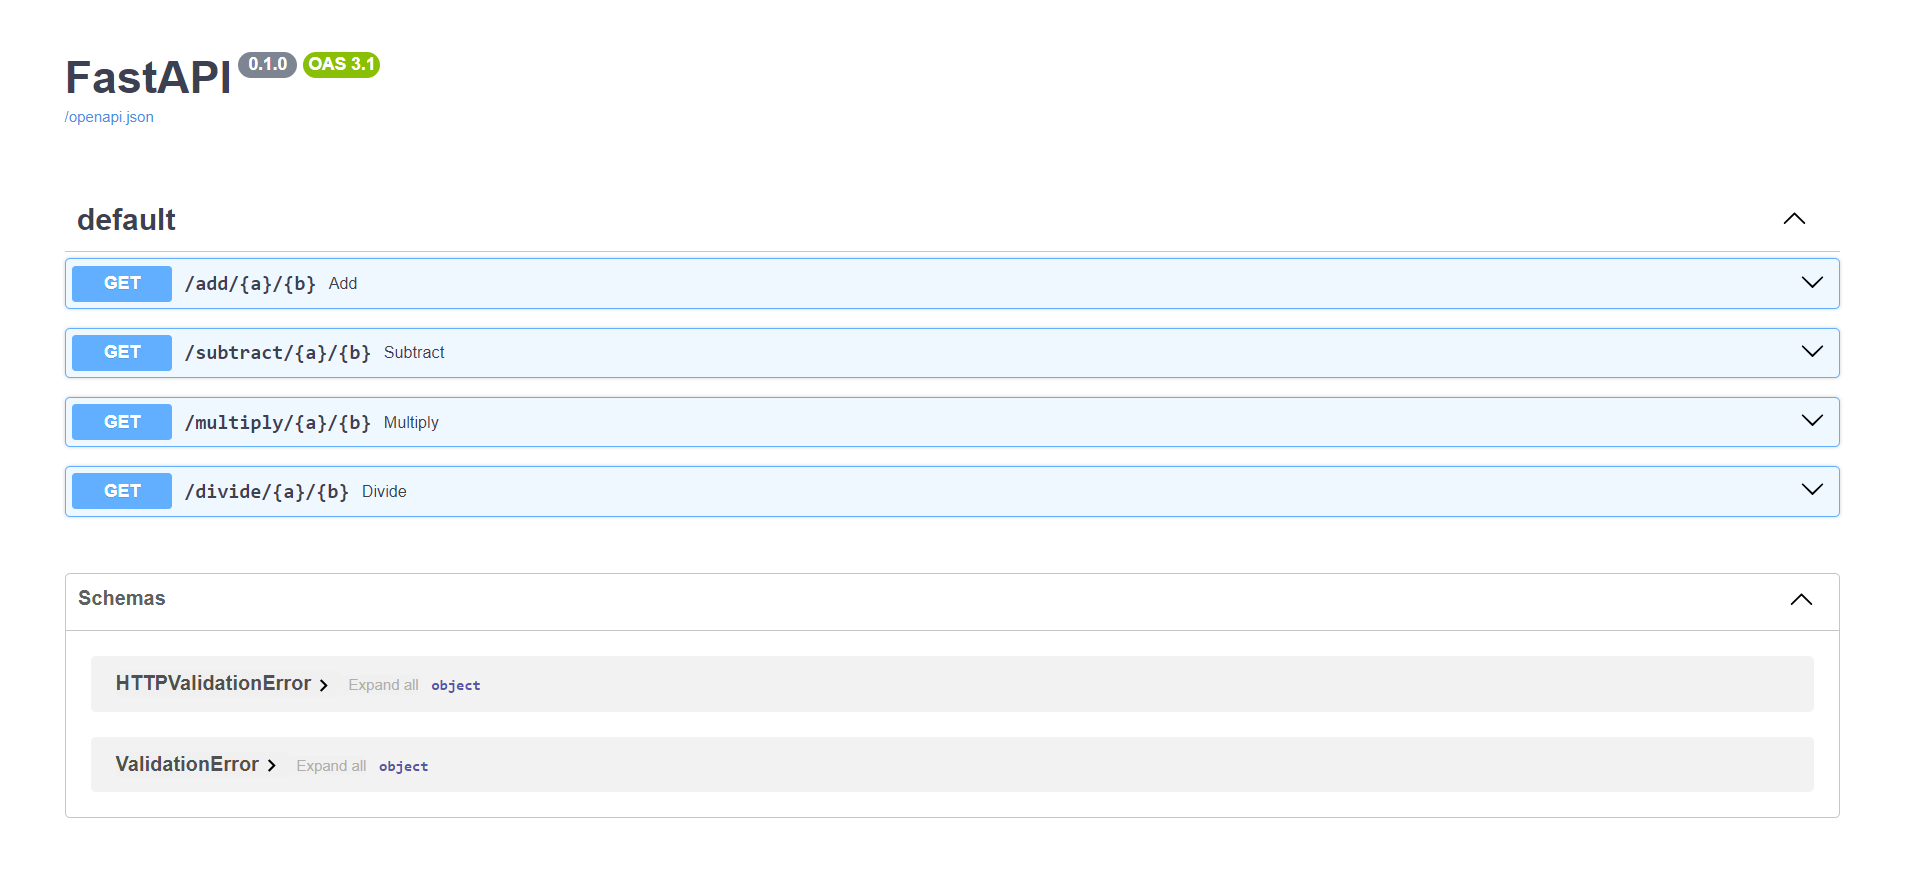 FastAPI 0.1.0 OAS 3.1
/openapi.json
default
GET /add/{a}/{b} Add
GET /subtract/{a}/{b} Subtract
GET /multiply/{a}/{b} Multiply
GET /divide/{a}/{b} Divide
Schemas
HTTPValidationError Expand all object
ValidationError Expand all object